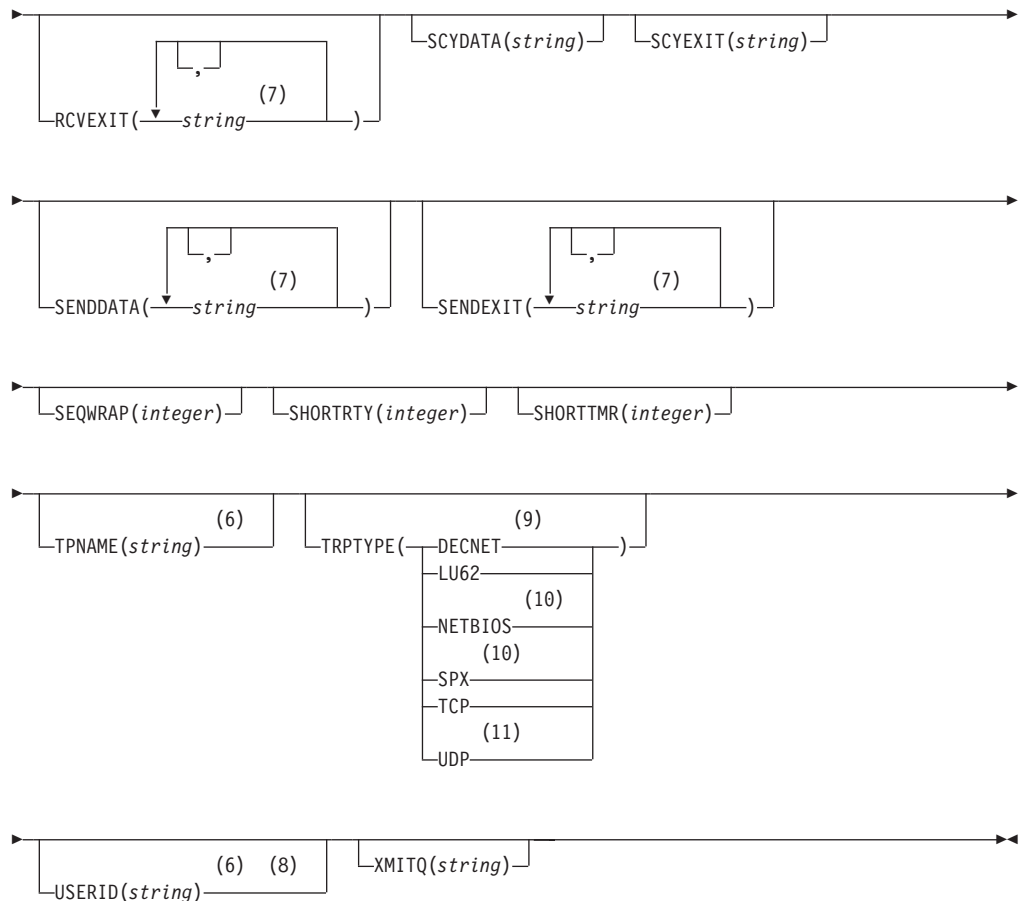 SCYDATA(string) SCYEXIT(string)
,
(7)
RCVEXIT( string )
, ,
(7) (7)
SENDDATA( string ) SENDEXIT( string )
SEQWRAP(integer) SHORTRTY(integer) SHORTTMR(integer)
(6) (9)
TPNAME(string) TRPTYPE( DECNET )
LU62
(10)
NETBIOS
(10)
SPX
TCP
(11)
UDP
(6) (8) XMITQ(string)
USERID(string)